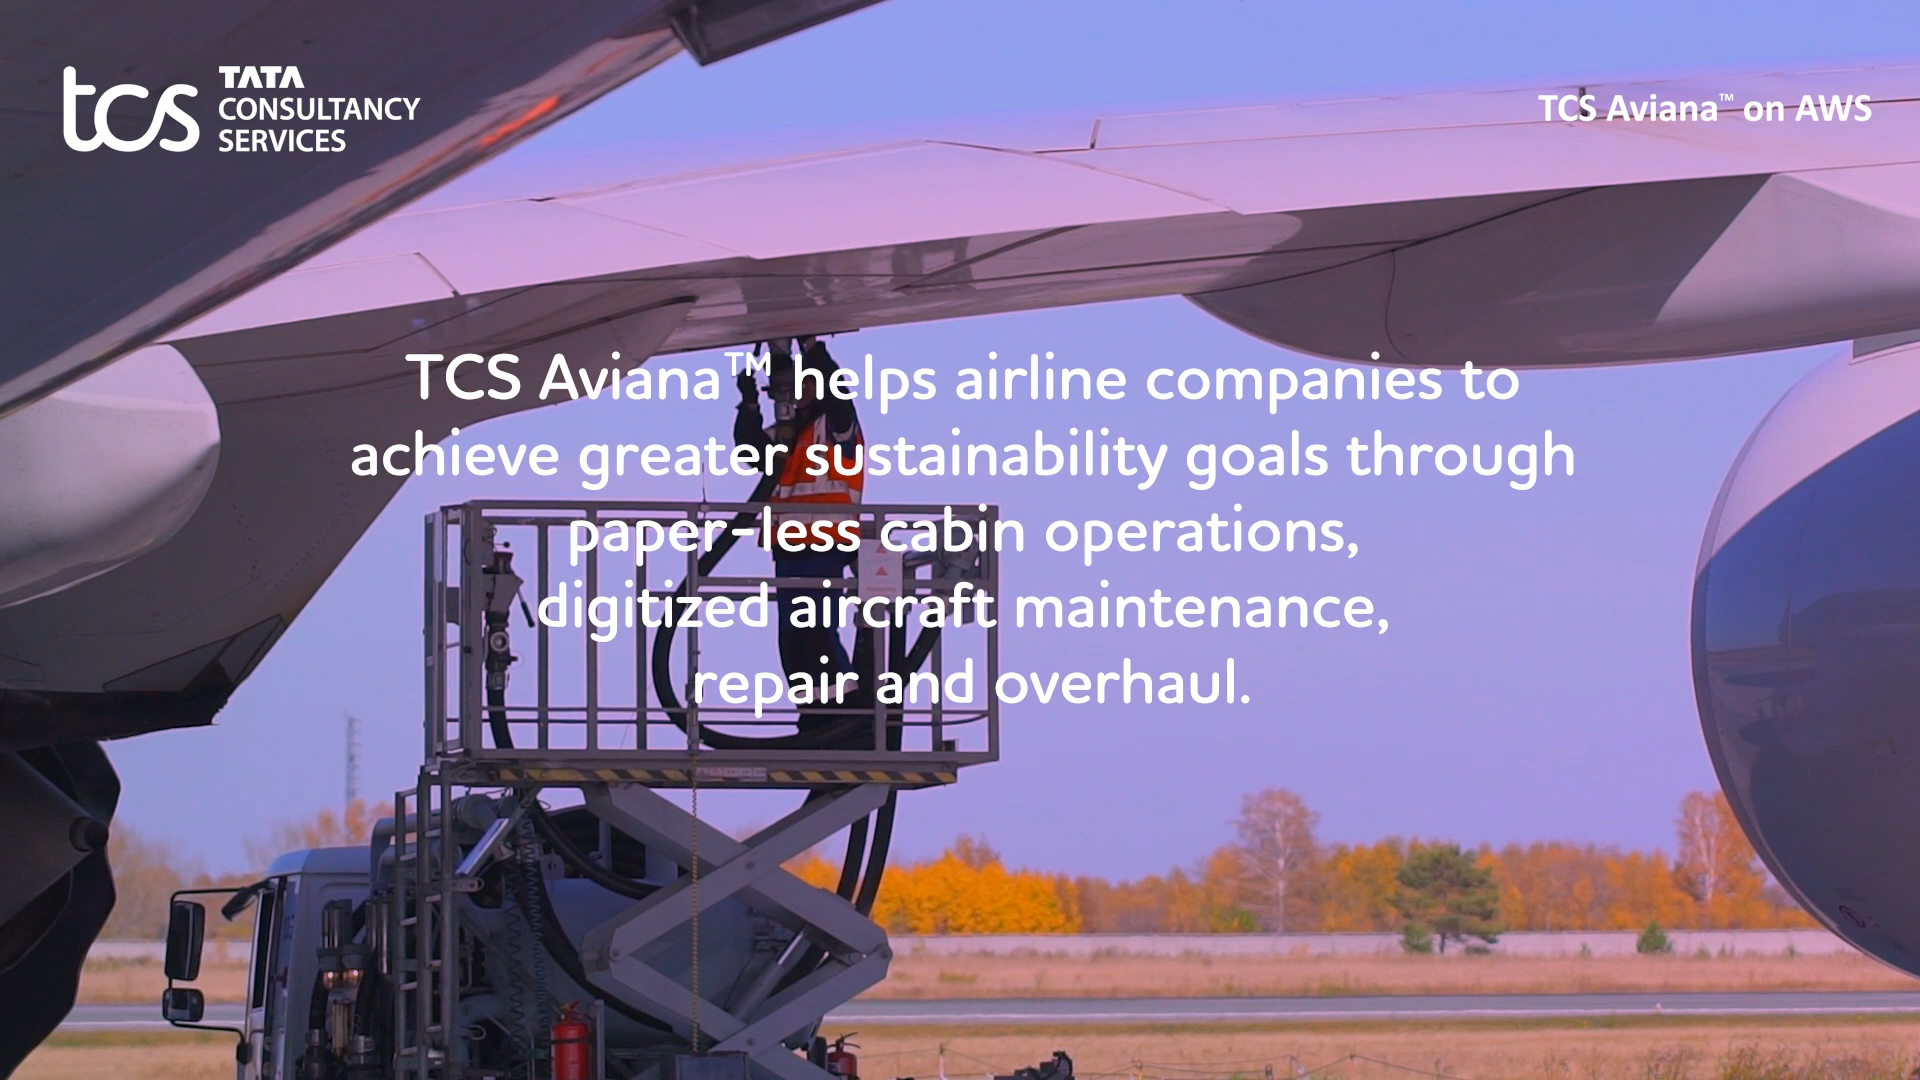 tcs TATA
CONSULTANCY
SERVICES
TCS Aviana™ on AWS
TCS Aviana™ helps airline companies to
achieve greater sustainability goals through
paper-less cabin operations,
digitized aircraft maintenance,
repair and overhaul.